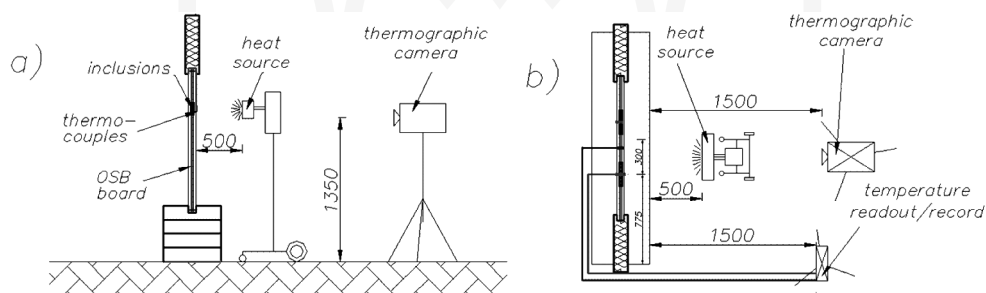 a)
inclusions
thermo-
couples
OSB
board
heat
source
thermographic
camera
500
1350
b)
heat
source
thermographic
camera
1500
300
500
775
1500
temperature
readout/record